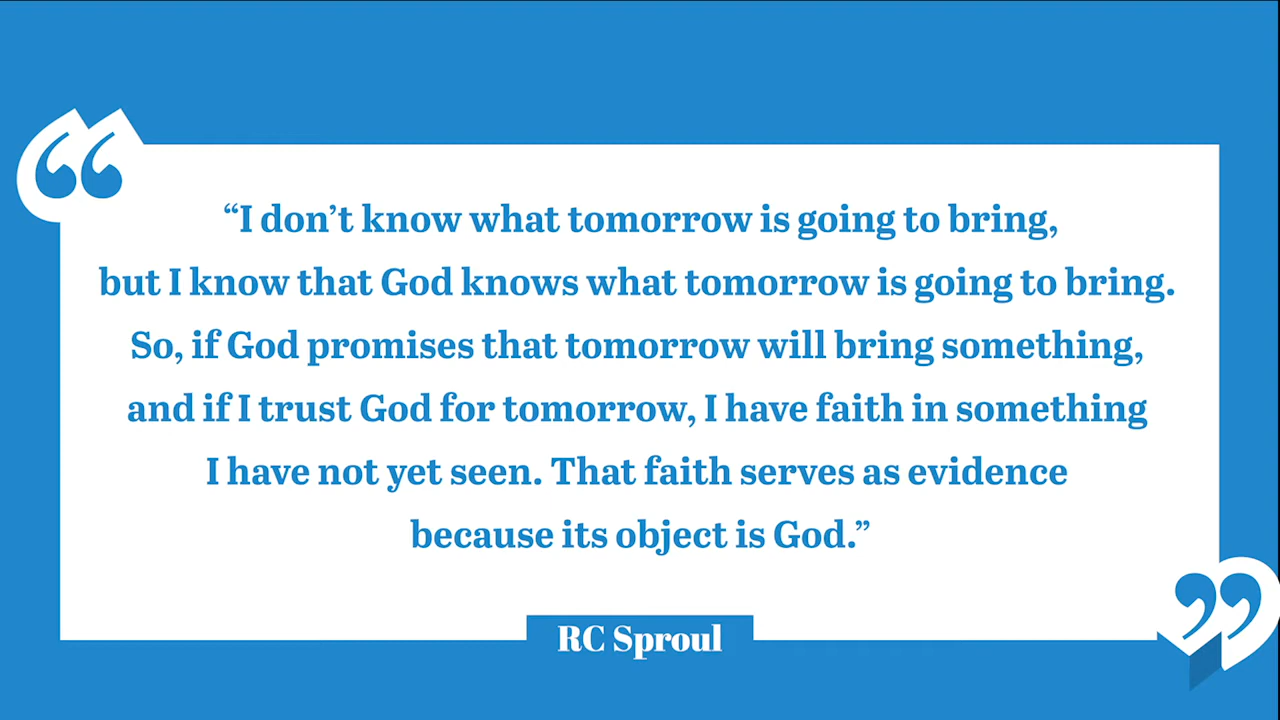 “I don’t know what tomorrow is going to bring,
but I know that God knows what tomorrow is going to bring.
So, if God promises that tomorrow will bring something,
and if I trust God for tomorrow, I have faith in something
I have not yet seen. That faith serves as evidence
because its object is God.”
RC Sproul